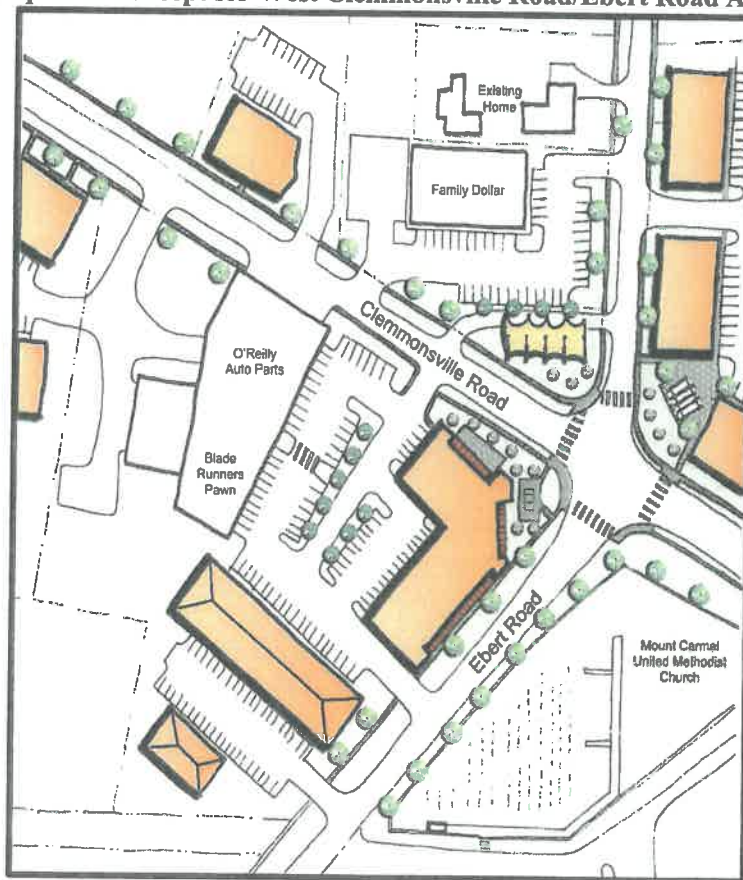 West Clemmonsville Road/Ebert Road A
Existing
Home
Family Dollar
Clemmonsville Road
O'Reilly
Auto Parts
Blade
Runners
Pawn
Ebert Road
Mount Carmal
United Methodist
Church